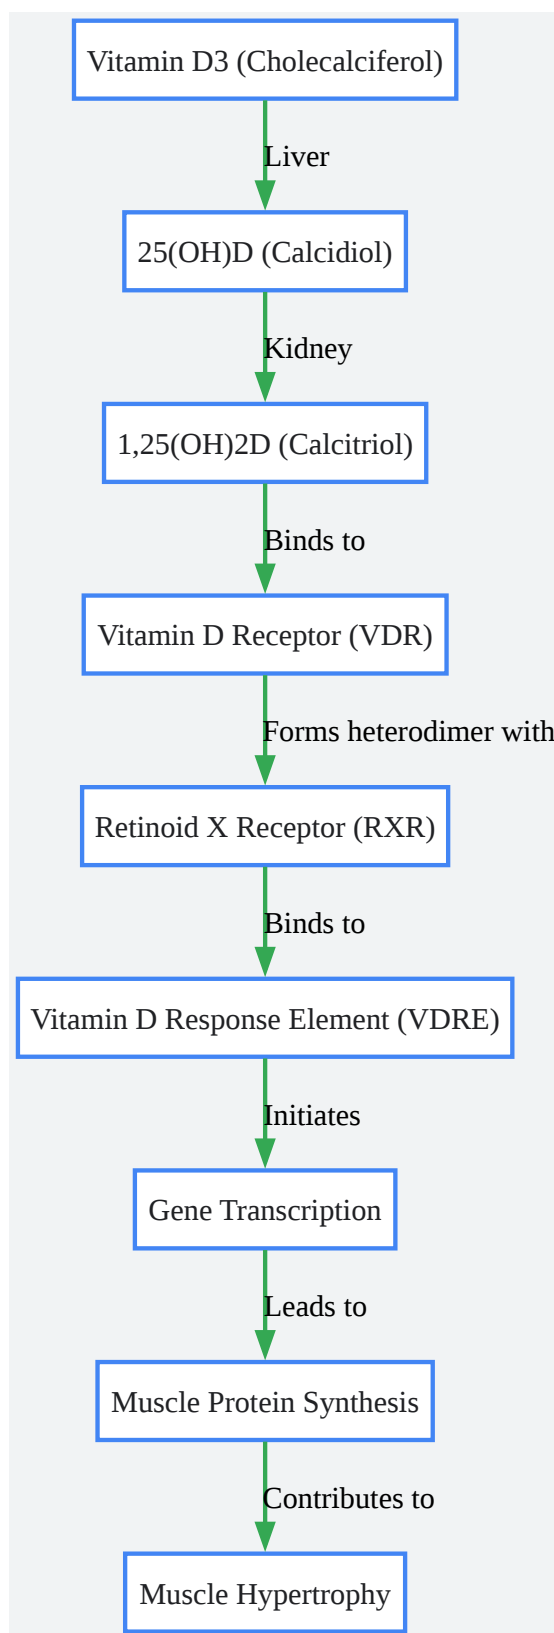 Vitamin D3 (Cholecalciferol)
Liver
25(OH)D (Calcidiol)
Kidney
1,25(OH)2D (Calcitriol)
Binds to
Vitamin D Receptor (VDR)
Forms heterodimer with
Retinoid X Receptor (RXR)
Binds to
Vitamin D Response Element (VDRE)
Initiates
Gene Transcription
Leads to
Muscle Protein Synthesis
Contributes to
Muscle Hypertrophy